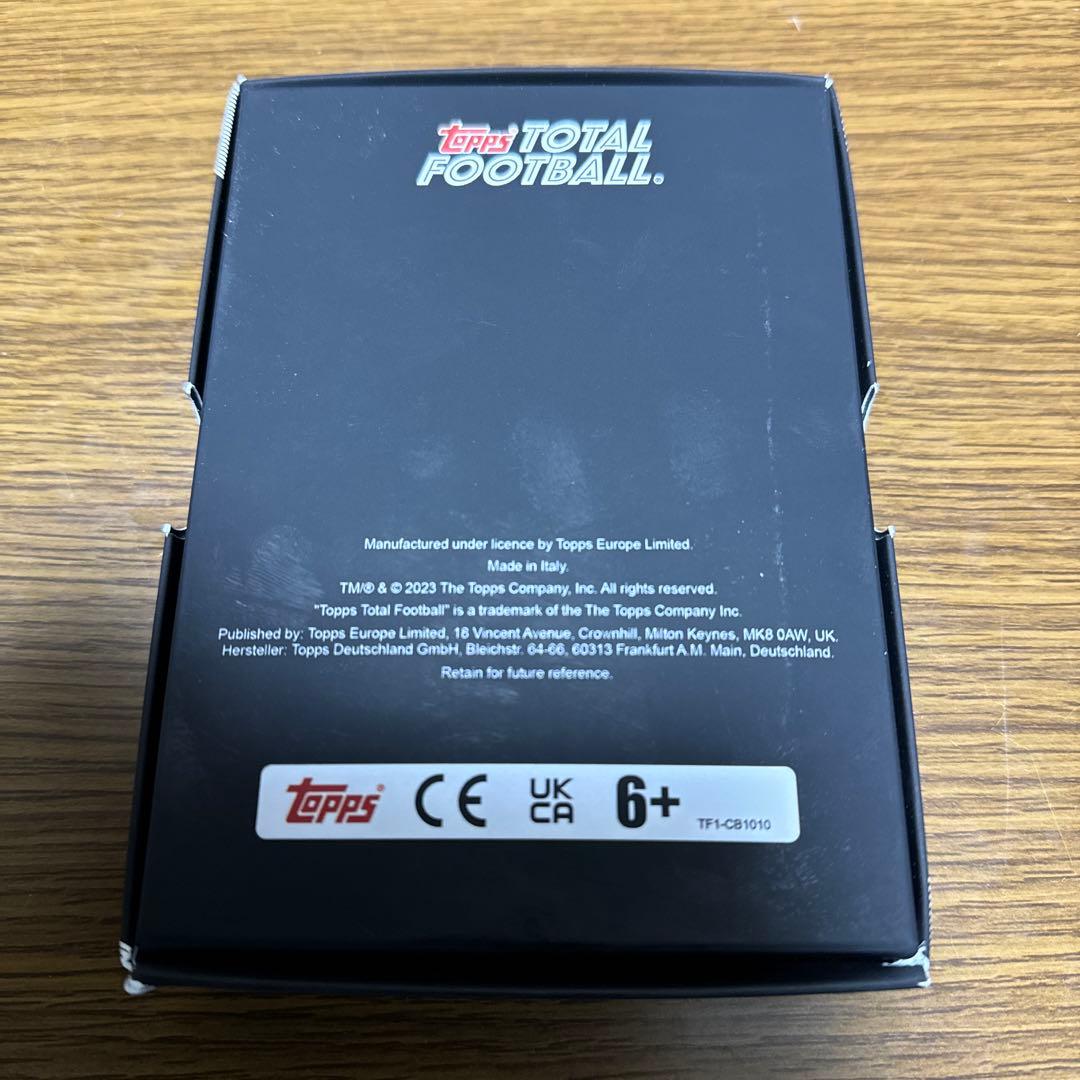 topps® TOTAL
FOOTBALL®
Manufactured under licence by Topps Europe Limited.
Made in Italy.
TM/® & © 2023 The Topps Company, Inc. All rights reserved.
"Topps Total Football" is a trademark of the The Topps Company Inc.
Published by: Topps Europe Limited, 18 Vincent Avenue, Crownhill, Milton Keynes, MK8 0AW, UK.
Hersteller: Topps Deutschland GmbH, Bleichstr. 64-66, 60313 Frankfurt A.M. Main, Deutschland.
Retain for future reference.
topps® CE UK CA 6+ TF1-CB1010